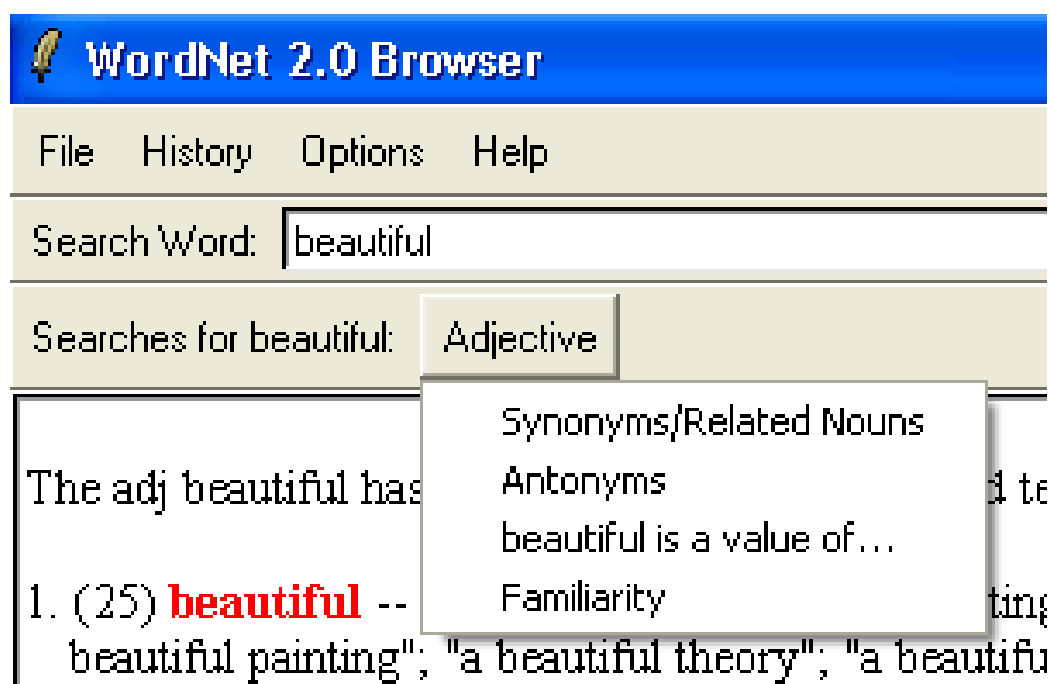 WordNet 2.0 Browser
File History Options Help
Search Word: beautiful
Searches for beautiful: Adjective
Synonyms/Related Nouns
Antonyms
beautiful is a value of...
Familiarity
The adj beautiful has
1. (25) beautiful --
beautiful painting"; "a beautiful theory"; "a